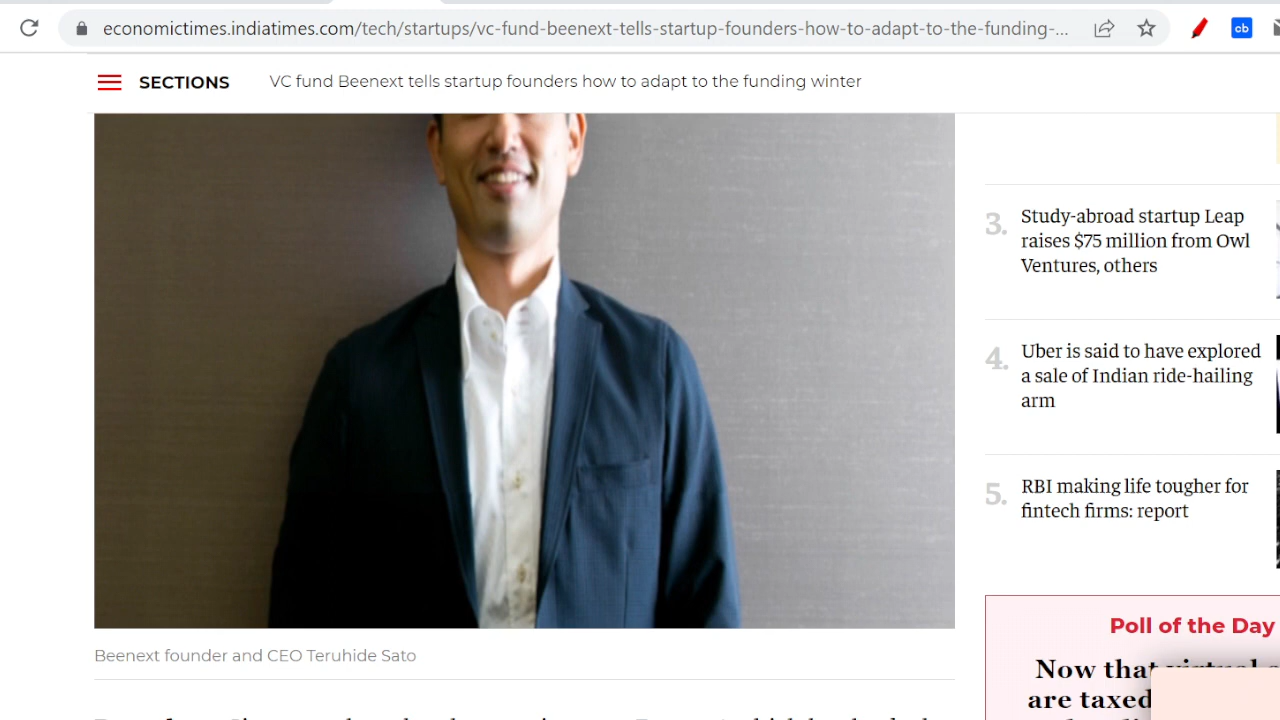 economictimes.indiatimes.com/tech/startups/vc-fund-beenext-tells-startup-founders-how-to-adapt-to-the-funding-...
cb
SECTIONS
VC fund Beenext tells startup founders how to adapt to the funding winter
3.
Study-abroad startup Leap
raises $75 million from Owl
Ventures, others
4.
Uber is said to have explored
a sale of Indian ride-hailing
arm
5.
RBI making life tougher for
fintech firms: report
Poll of the Day
Now that virtual
are taxed
Beenext founder and CEO Teruhide Sato